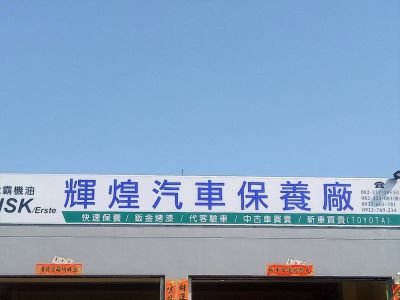 霸機油
NSK/Erste
輝煌汽車保養廠
快速保養 / 鈑金烤漆 / 代客驗車 / 中古車買賣 / 新車買賣(TOYOTA)